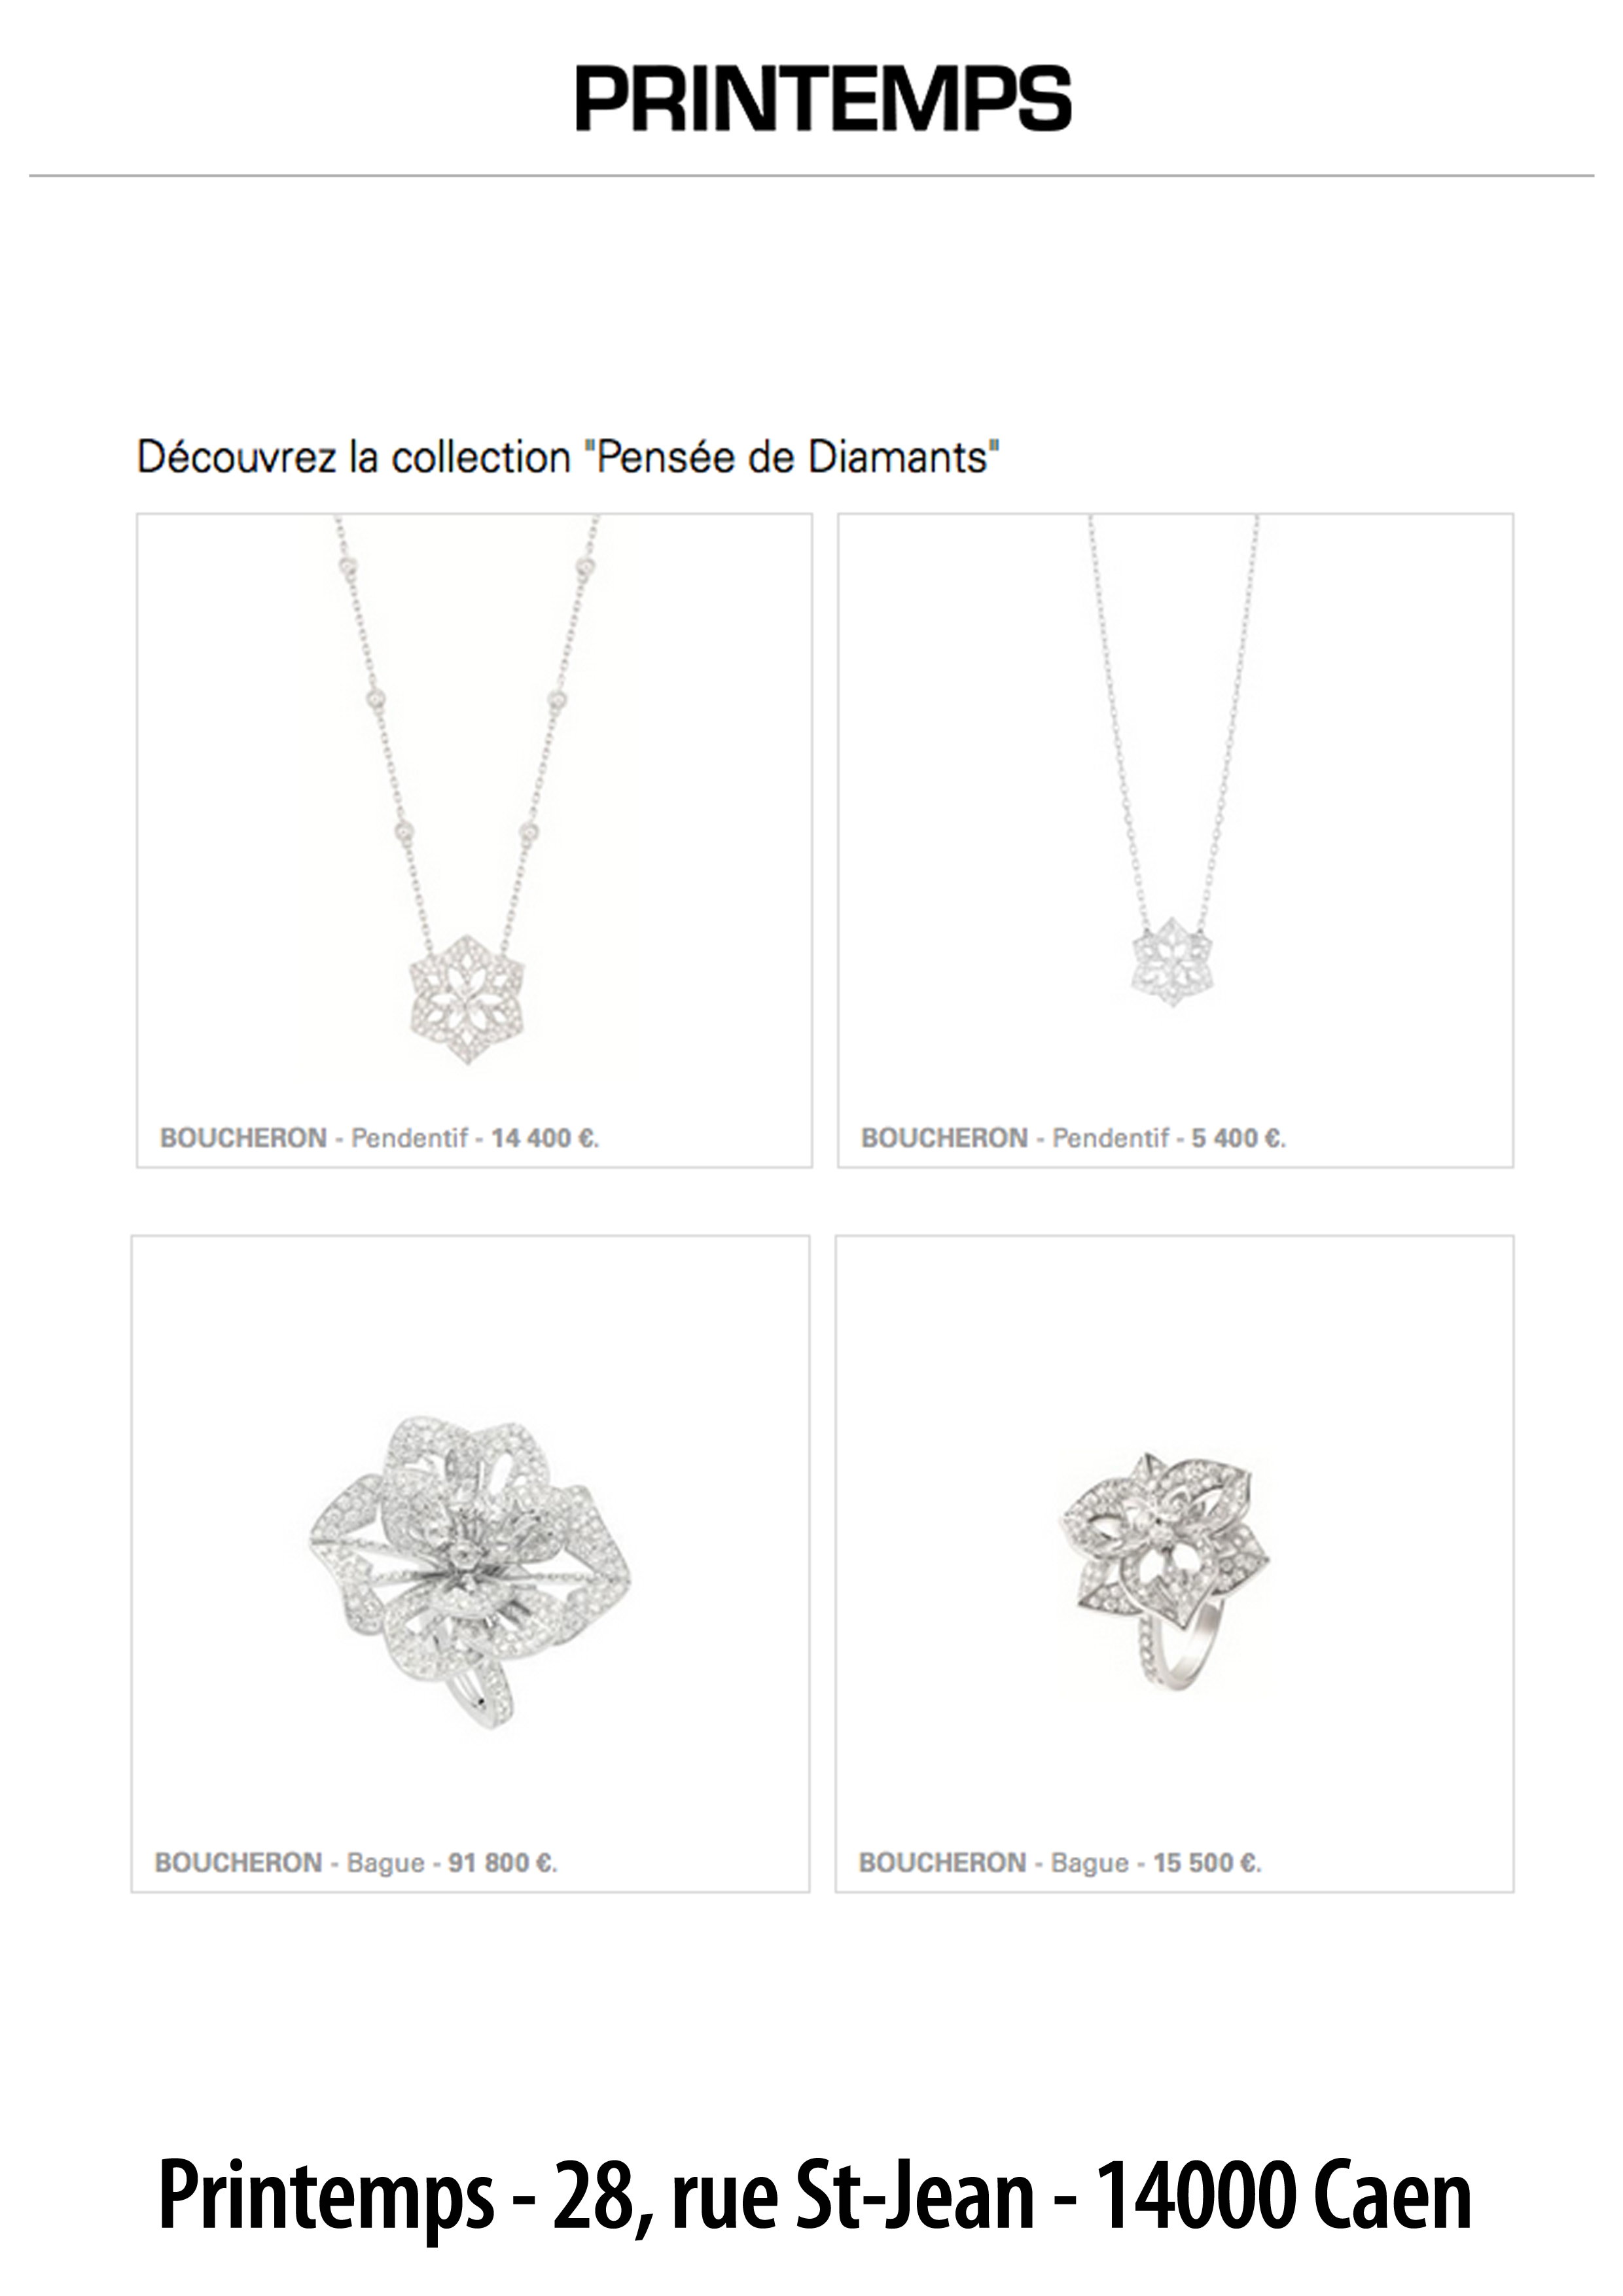 PRINTEMPS
Découvrez la collection "Pensée de Diamants"
BOUCHERON - Pendentif - 14 400 €.
BOUCHERON - Pendentif - 5 400 €.
BOUCHERON - Bague - 91 800 €.
BOUCHERON - Bague - 15 500 €.
Printemps - 28, rue St-Jean - 14000 Caen